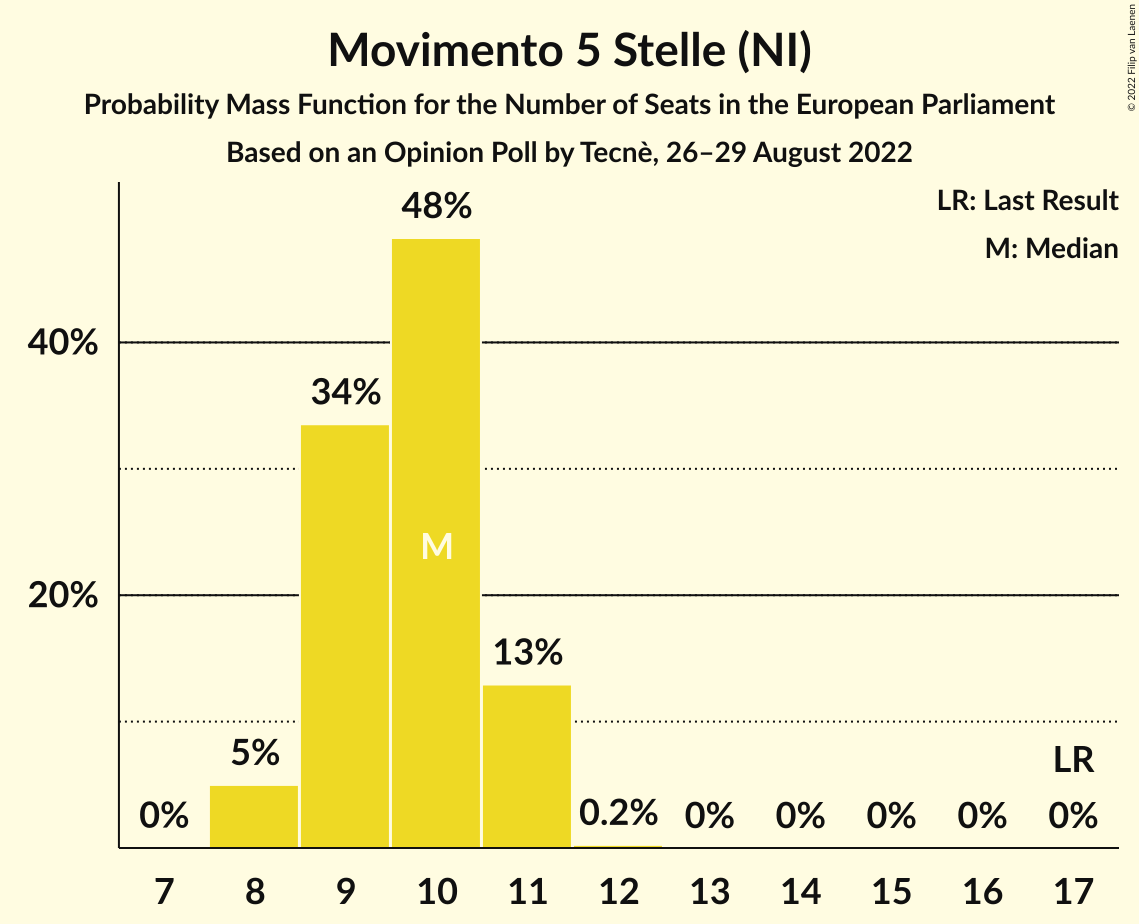 Movimento 5 Stelle (NI)
Probability Mass Function for the Number of Seats in the European Parliament
Based on an Opinion Poll by Tecnè, 26–29 August 2022
© 2022 Filip van Laenen
LR: Last Result
M: Median
48%
40%
34%
M
20%
13%
5%
LR
0%
0.2%
0%
0%
0%
0%
0%
7 8 9 10 11 12 13 14 15 16 17